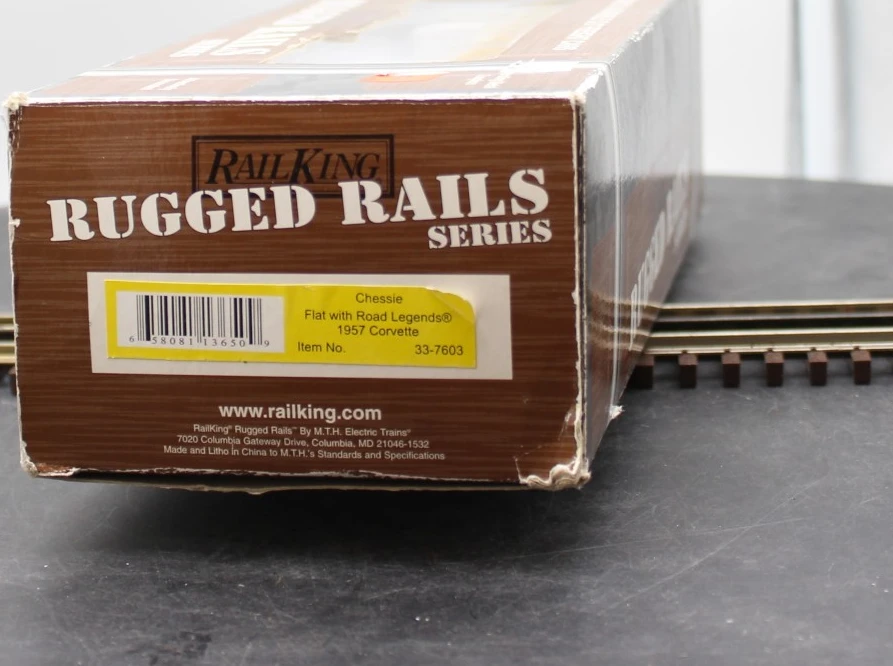 RAILKING
RUGGED RAILS
SERIES
Chessie
Flat with Road Legends®
1957 Corvette
Item No. 33-7603
6 58081 13650 9
www.railking.com
RailKing® Rugged Rails™ By M.T.H. Electric Trains®
7020 Columbia Gateway Drive, Columbia, MD 21046-1532
Made and Litho in China to M.T.H.'s Standards and Specifications